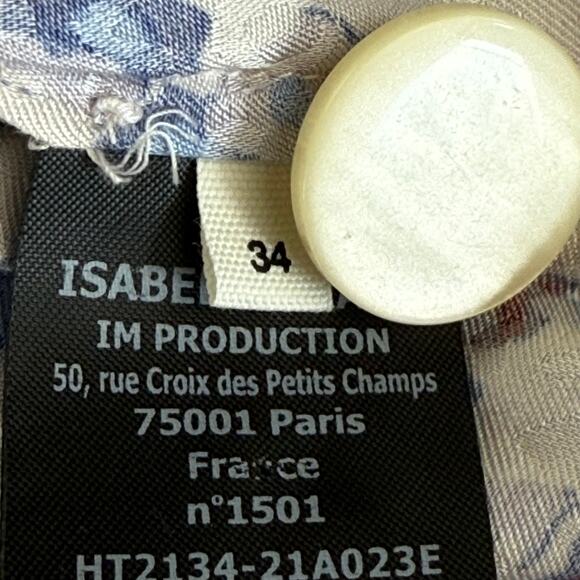 34
ISABE
IM PRODUCTION
50, rue Croix des Petits Champs
75001 Paris
France
n°1501
HT2134-21A023E